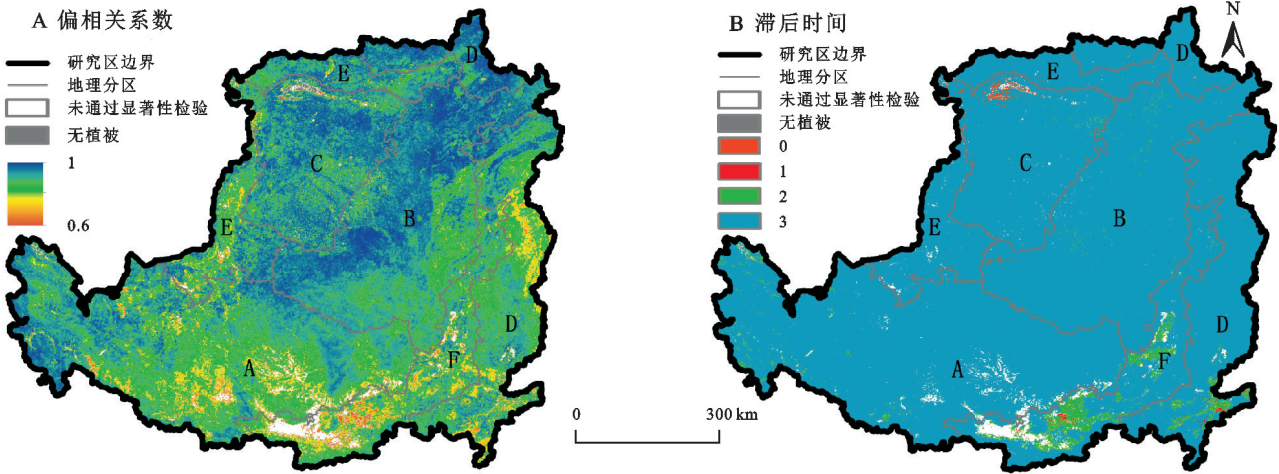 A 偏相关系数
研究区边界
地理分区
未通过显著性检验
无植被
1
0.6
E
D
C
B
E
A
D
F
0 300 km
B 滞后时间
研究区边界
地理分区
未通过显著性检验
无植被
0
1
2
3
N
E
D
C
B
E
A
D
F